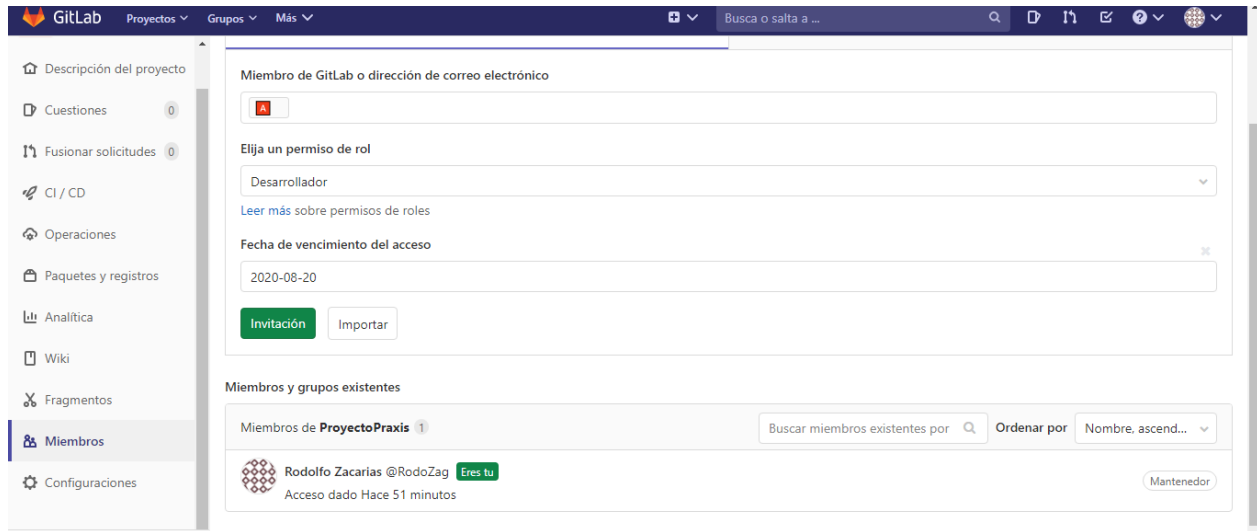 GitLab Proyectos Grupos Más Busca o salta a ...
Descripción del proyecto
Cuestiones 0
Fusionar solicitudes 0
CI / CD
Operaciones
Paquetes y registros
Analítica
Wiki
Fragmentos
Miembros
Configuraciones
Miembro de GitLab o dirección de correo electrónico
A
Elija un permiso de rol
Desarrollador
Leer más sobre permisos de roles
Fecha de vencimiento del acceso
2020-08-20
Invitación Importar
Miembros y grupos existentes
Miembros de ProyectoPraxis 1 Buscar miembros existentes por Ordenar por Nombre, ascend...
Rodolfo Zacarias @RodoZag Eres tu
Acceso dado Hace 51 minutos
Mantenedor